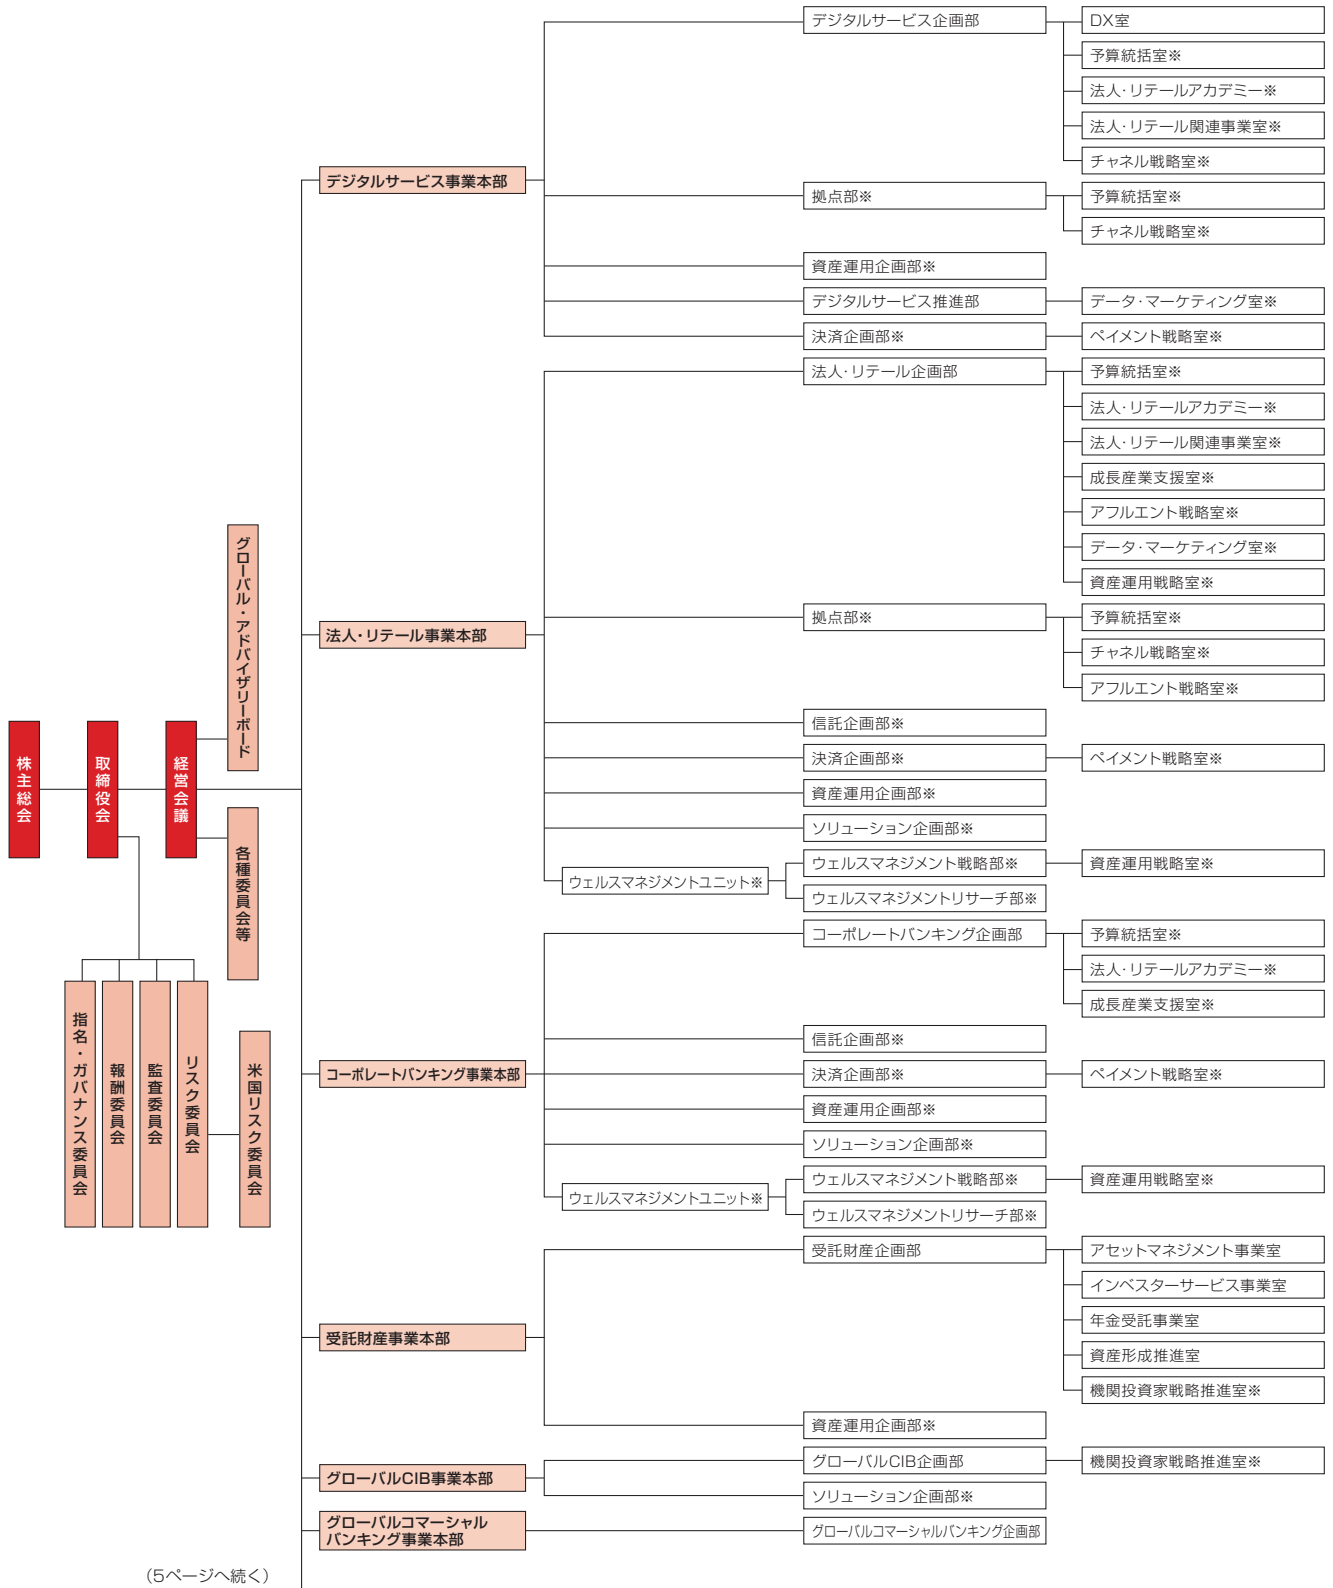 株主総会
取締役会
経営会議
グローバル・アドバイザリーボード
各種委員会等
指名・ガバナンス委員会
報酬委員会
監査委員会
リスク委員会
米国リスク委員会
デジタルサービス事業本部
デジタルサービス企画部
DX室
予算統括室※
法人・リテールアカデミー※
法人・リテール関連事業室※
チャネル戦略室※
拠点部※
予算統括室※
チャネル戦略室※
資産運用企画部※
デジタルサービス推進部
データ・マーケティング室※
決済企画部※
ペイメント戦略室※
法人・リテール事業本部
法人・リテール企画部
予算統括室※
法人・リテールアカデミー※
法人・リテール関連事業室※
成長産業支援室※
アフルエント戦略室※
データ・マーケティング室※
資産運用戦略室※
拠点部※
予算統括室※
チャネル戦略室※
アフルエント戦略室※
信託企画部※
決済企画部※
ペイメント戦略室※
資産運用企画部※
ソリューション企画部※
ウェルスマネジメントユニット※
ウェルスマネジメント戦略部※
資産運用戦略室※
ウェルスマネジメントリサーチ部※
コーポレートバンキング事業本部
コーポレートバンキング企画部
予算統括室※
法人・リテールアカデミー※
成長産業支援室※
信託企画部※
決済企画部※
ペイメント戦略室※
資産運用企画部※
ソリューション企画部※
ウェルスマネジメントユニット※
ウェルスマネジメント戦略部※
資産運用戦略室※
ウェルスマネジメントリサーチ部※
受託財産事業本部
受託財産企画部
アセットマネジメント事業室
インベスターサービス事業室
年金受託事業室
資産形成推進室
機関投資家戦略推進室※
資産運用企画部※
グローバルCIB事業本部
グローバルCIB企画部
機関投資家戦略推進室※
ソリューション企画部※
グローバルコマーシャル
バンキング事業本部
グローバルコマーシャルバンキング企画部
(5ページへ続く)